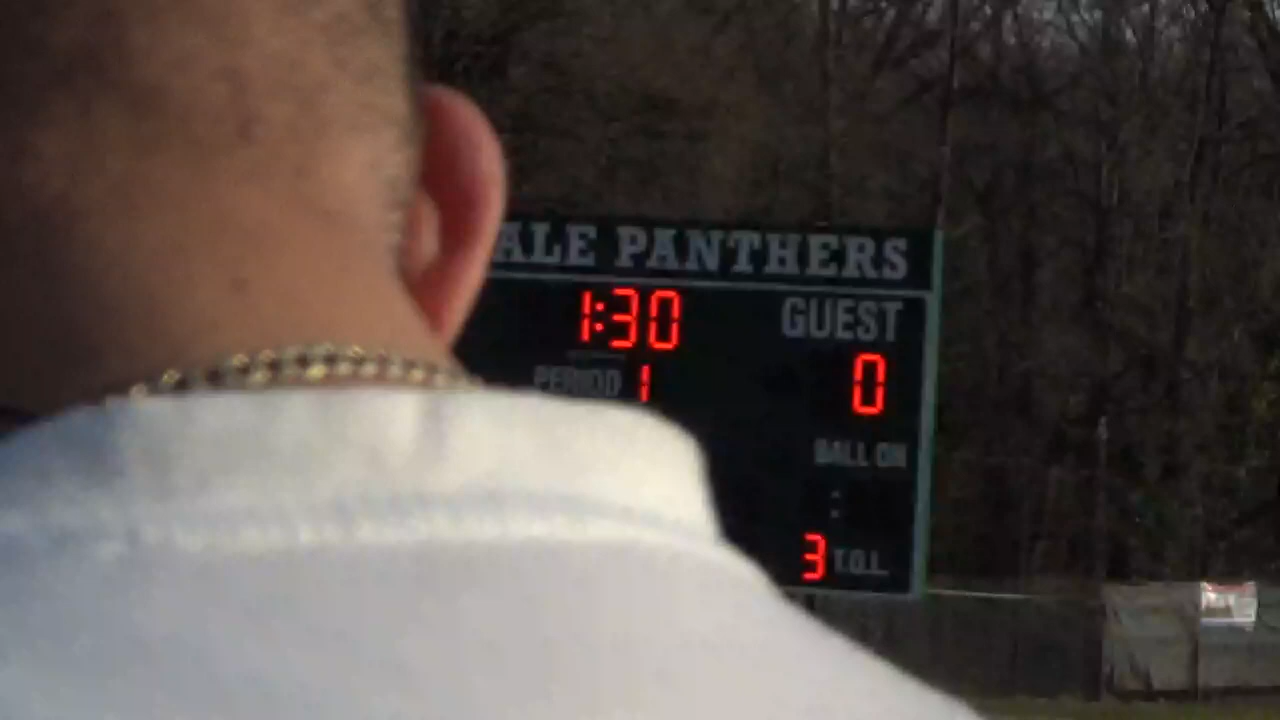 ALE PANTHERS
1:30 GUEST
PERIOD 1 0
BALL ON
3 T.O.L.